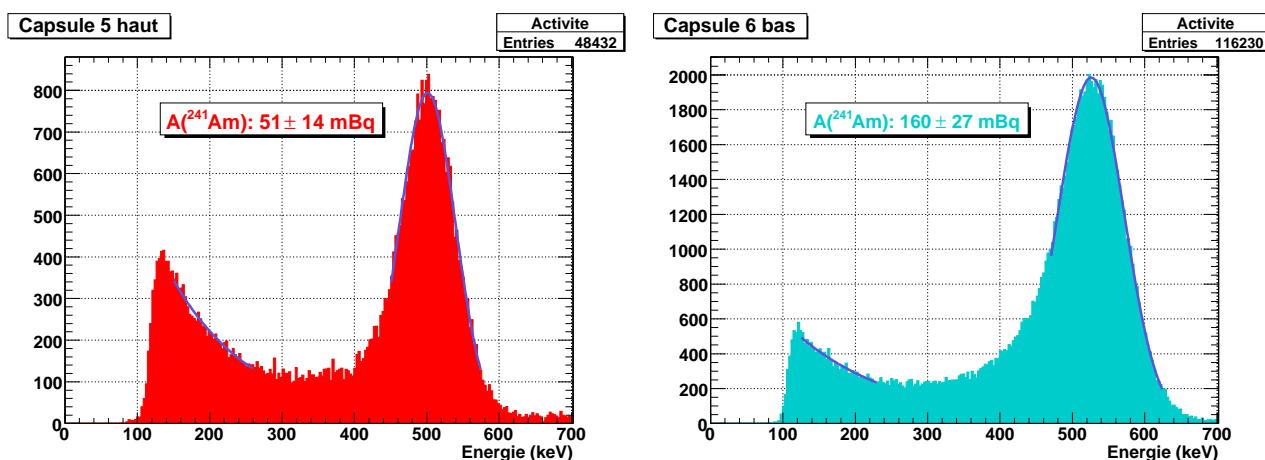 Capsule 5 haut
Activite
Entries 48432
A(²⁴¹Am): 51 ± 14 mBq
800
700
600
500
400
300
200
100
0
0 100 200 300 400 500 600 700
Energie (keV)
Capsule 6 bas
Activite
Entries 116230
A(²⁴¹Am): 160 ± 27 mBq
2000
1800
1600
1400
1200
1000
800
600
400
200
0
0 100 200 300 400 500 600 700
Energie (keV)